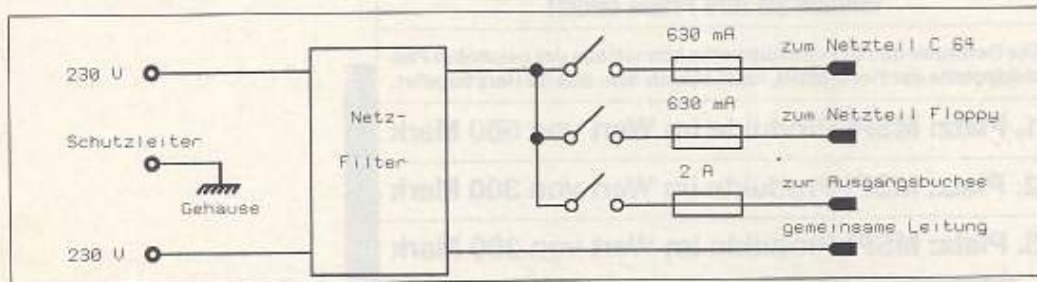 630 mA
zum Netzteil C 64
230 V
630 mA
zum Netzteil Floppy
Netz-
Schutzleiter
Filter
2 A
zur Ausgangsbuchse
Gehäuse
gemeinsame Leitung
230 V